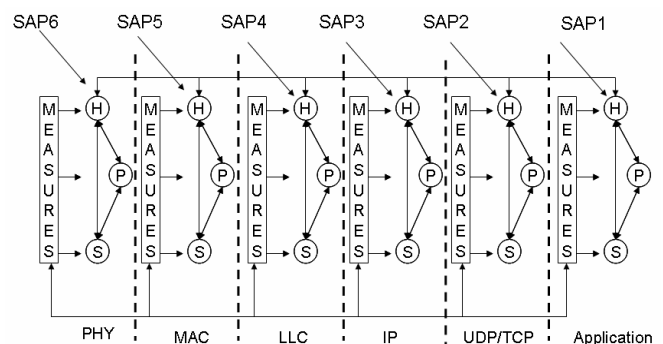 SAP6 SAP5 SAP4 SAP3 SAP2 SAP1
H H H H H H
MEASURES MEASURES MEASURES MEASURES MEASURES MEASURES
P P P P P P
S S S S S S
PHY MAC LLC IP UDP/TCP Application